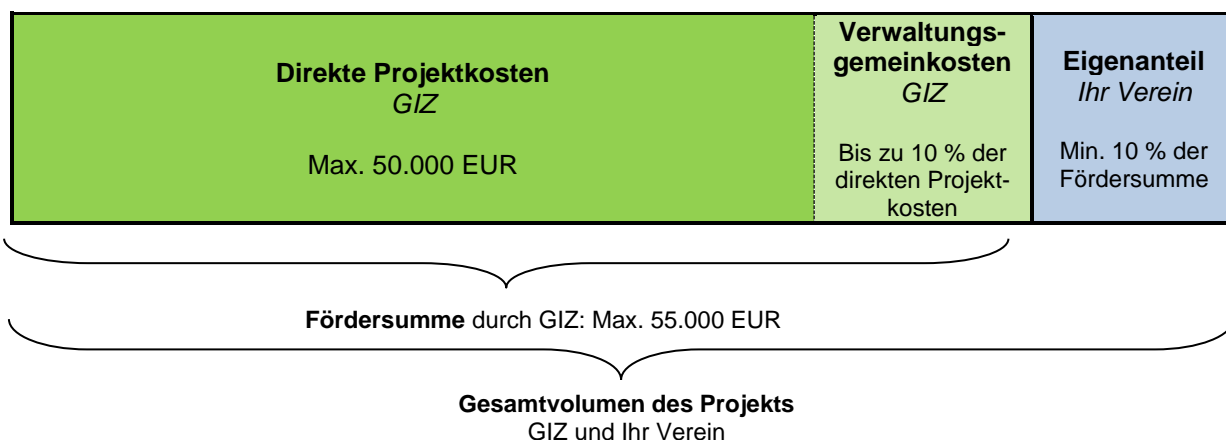 Direkte Projektkosten
GIZ
Max. 50.000 EUR
Verwaltungs-
gemeinkosten
GIZ
Bis zu 10 % der
direkten Projekt-
kosten
Eigenanteil
Ihr Verein
Min. 10 % der
Fördersumme
Fördersumme durch GIZ: Max. 55.000 EUR
Gesamtvolumen des Projekts
GIZ und Ihr Verein